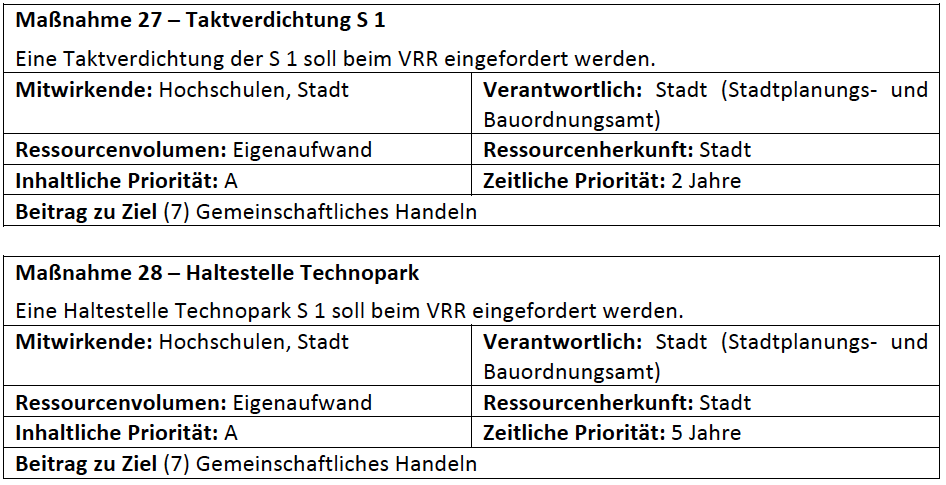 Maßnahme 27 – Taktverdichtung S 1
Eine Taktverdichtung der S 1 soll beim VRR eingefordert werden.
Mitwirkende: Hochschulen, Stadt
Verantwortlich: Stadt (Stadtplanungs- und
Bauordnungsamt)
Ressourcenvolumen: Eigenaufwand
Ressourcenherkunft: Stadt
Inhaltliche Priorität: A
Zeitliche Priorität: 2 Jahre
Beitrag zu Ziel (7) Gemeinschaftliches Handeln
Maßnahme 28 – Haltestelle Technopark
Eine Haltestelle Technopark S 1 soll beim VRR eingefordert werden.
Mitwirkende: Hochschulen, Stadt
Verantwortlich: Stadt (Stadtplanungs- und
Bauordnungsamt)
Ressourcenvolumen: Eigenaufwand
Ressourcenherkunft: Stadt
Inhaltliche Priorität: A
Zeitliche Priorität: 5 Jahre
Beitrag zu Ziel (7) Gemeinschaftliches Handeln